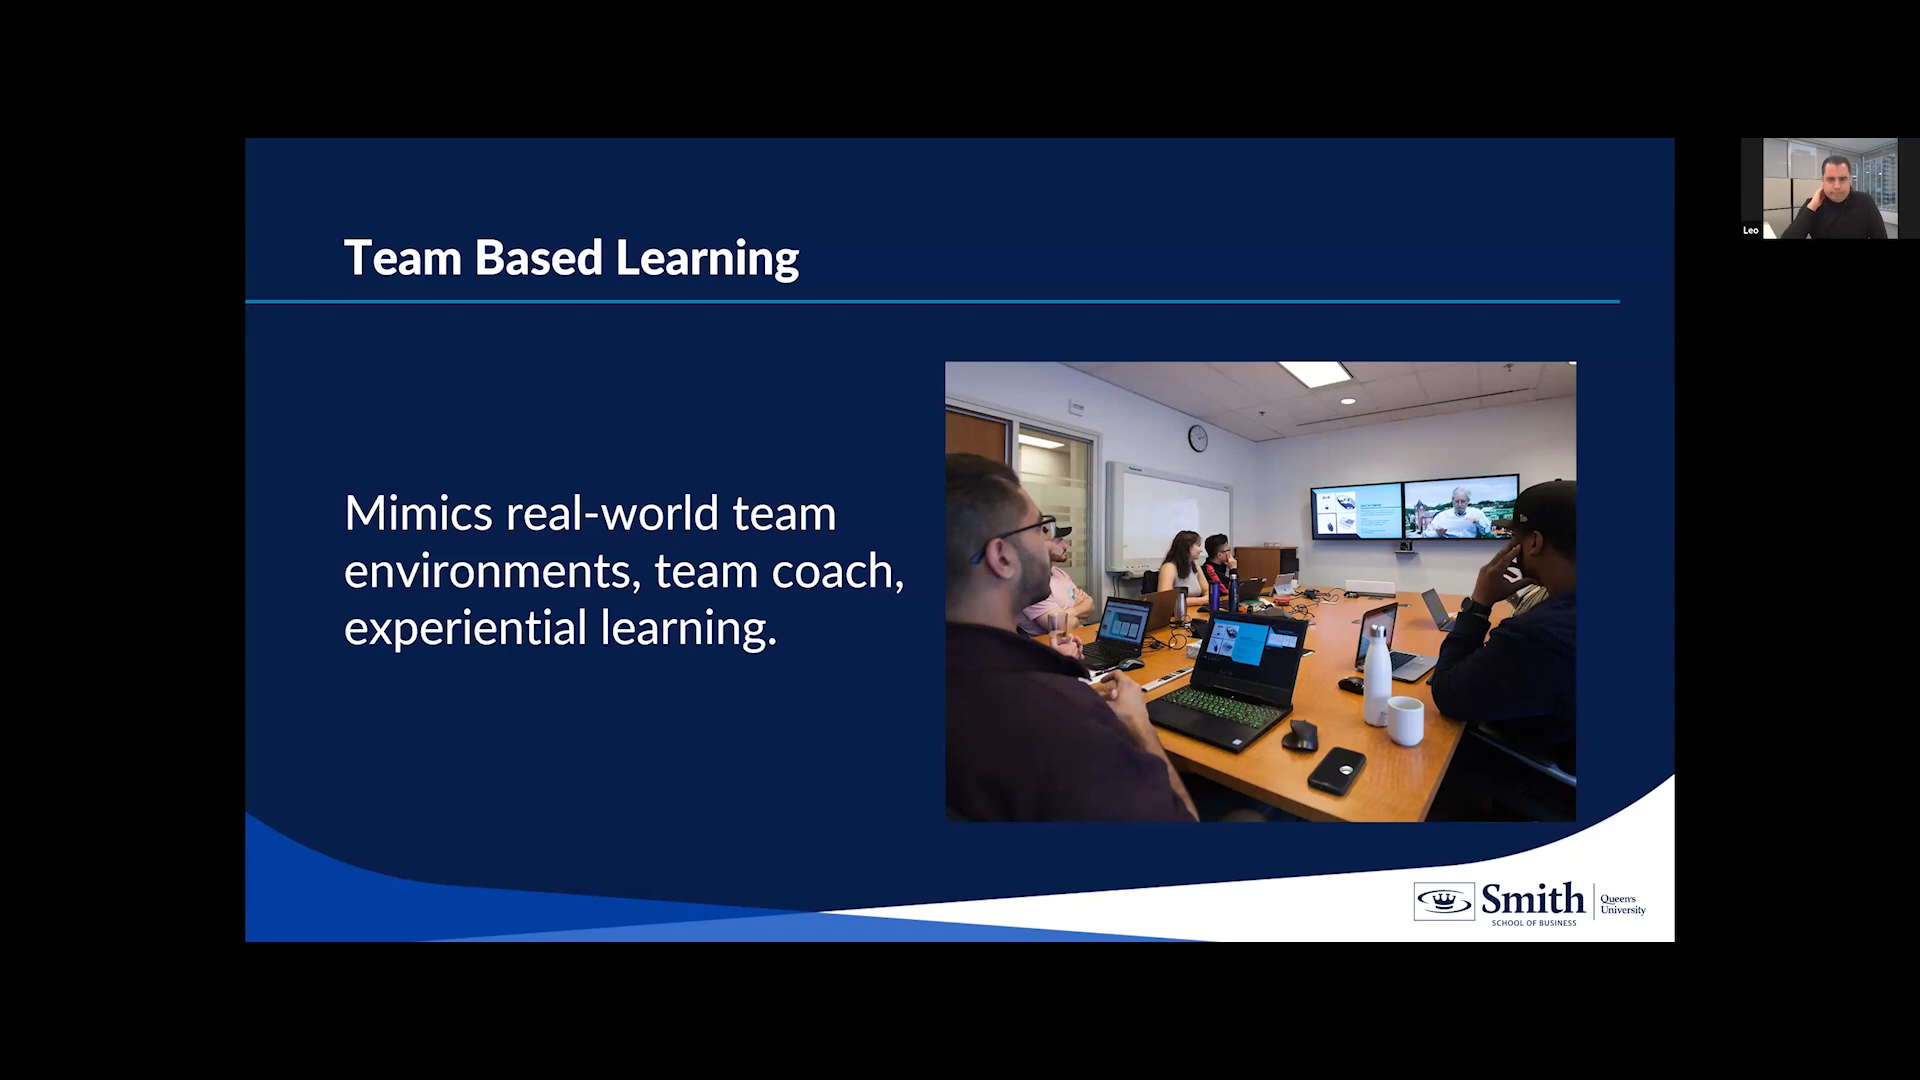 Team Based Learning
Leo
Mimics real-world team
environments, team coach,
experiential learning.
Smith
SCHOOL OF BUSINESS
Queen's
University